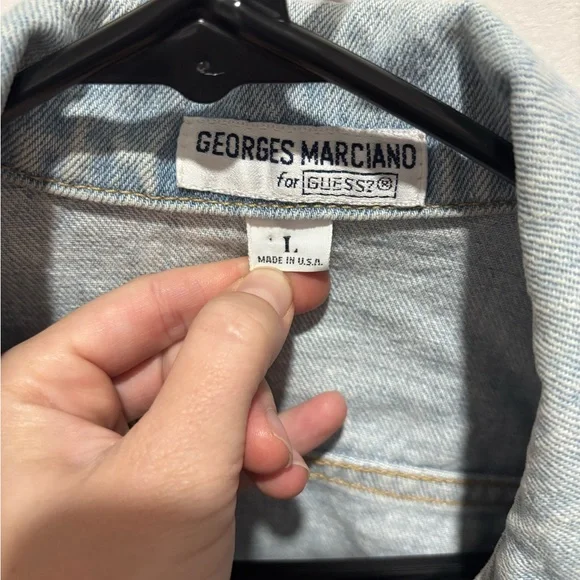 GEORGES MARCIANO
for GUESS?®
L
MADE IN U.S.A.